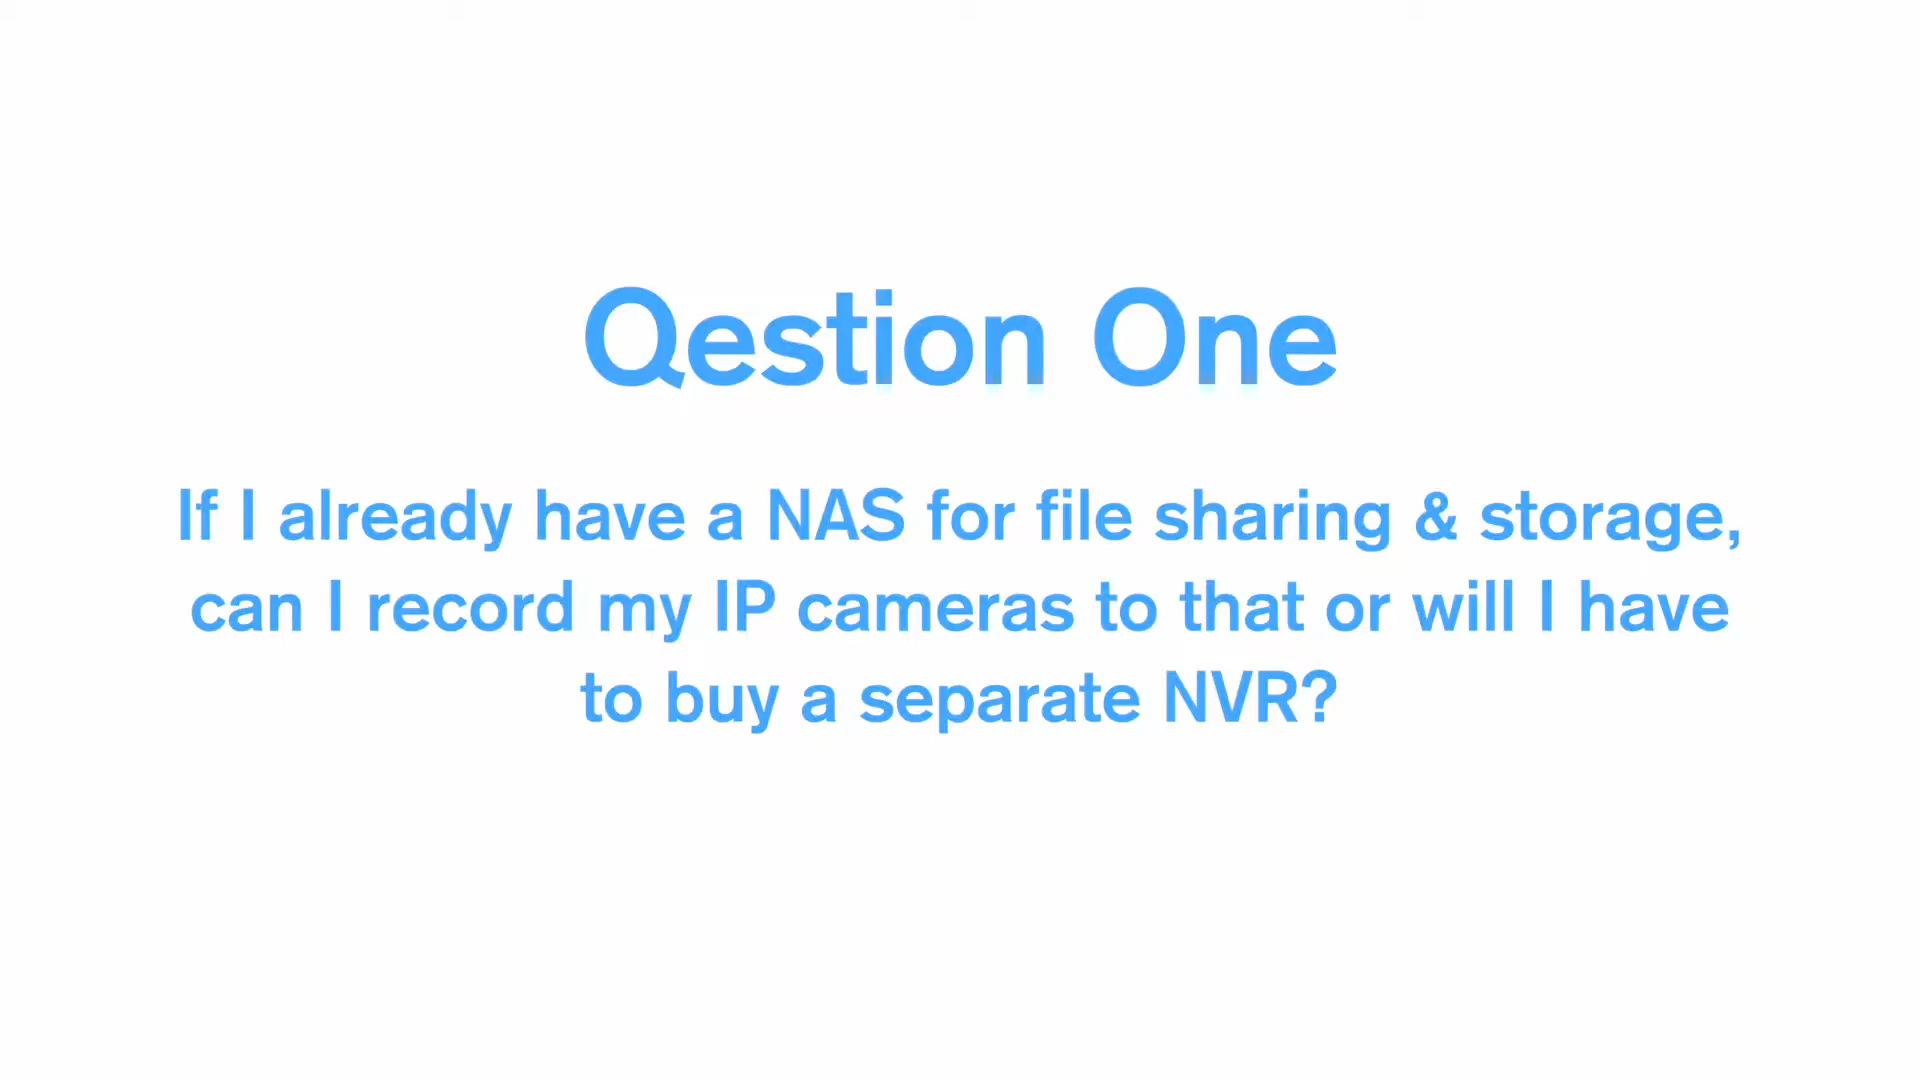 Qestion One
If I already have a NAS for file sharing & storage,
can I record my IP cameras to that or will I have
to buy a separate NVR?